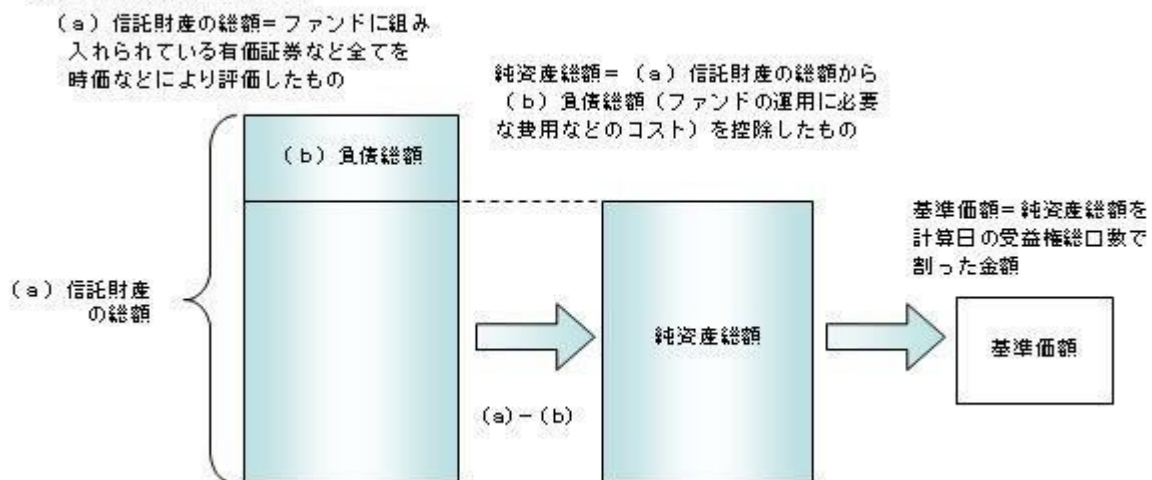 (a)信託財産の総額=ファンドに組み
入れられている有価証券など全てを
時価などにより評価したもの
純資産総額=(a)信託財産の総額から
(b)負債総額(ファンドの運用に必要
な費用などのコスト)を控除したもの
(b)負債総額
基準価額=純資産総額を
計算日の受益権総口数で
割った金額
(a)信託財産
の総額
純資産総額
基準価額
(a)-(b)